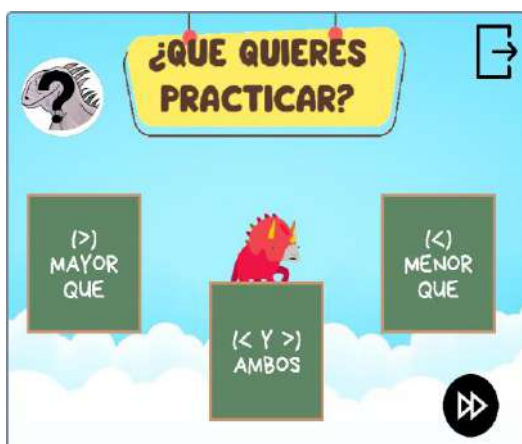 ¿QUE QUIERES
PRACTICAR?
?
(>)
MAYOR
QUE
(<)
MENOR
QUE
(< Y >)
AMBOS